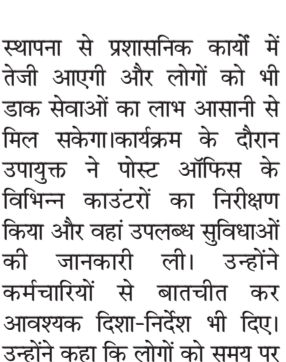 स्थापना से प्रशासनिक कार्यों में
तेजी आएगी और लोगों को भी
डाक सेवाओं का लाभ आसानी से
मिल सकेगा।कार्यक्रम के दौरान
उपायुक्त ने पोस्ट ऑफिस के
विभिन्न काउंटरों का निरीक्षण
किया और वहां उपलब्ध सुविधाओं
की जानकारी ली। उन्होंने
कर्मचारियों से बातचीत कर
आवश्यक दिशा-निर्देश भी दिए।
उन्होंने कहा कि लोगों को समय पर